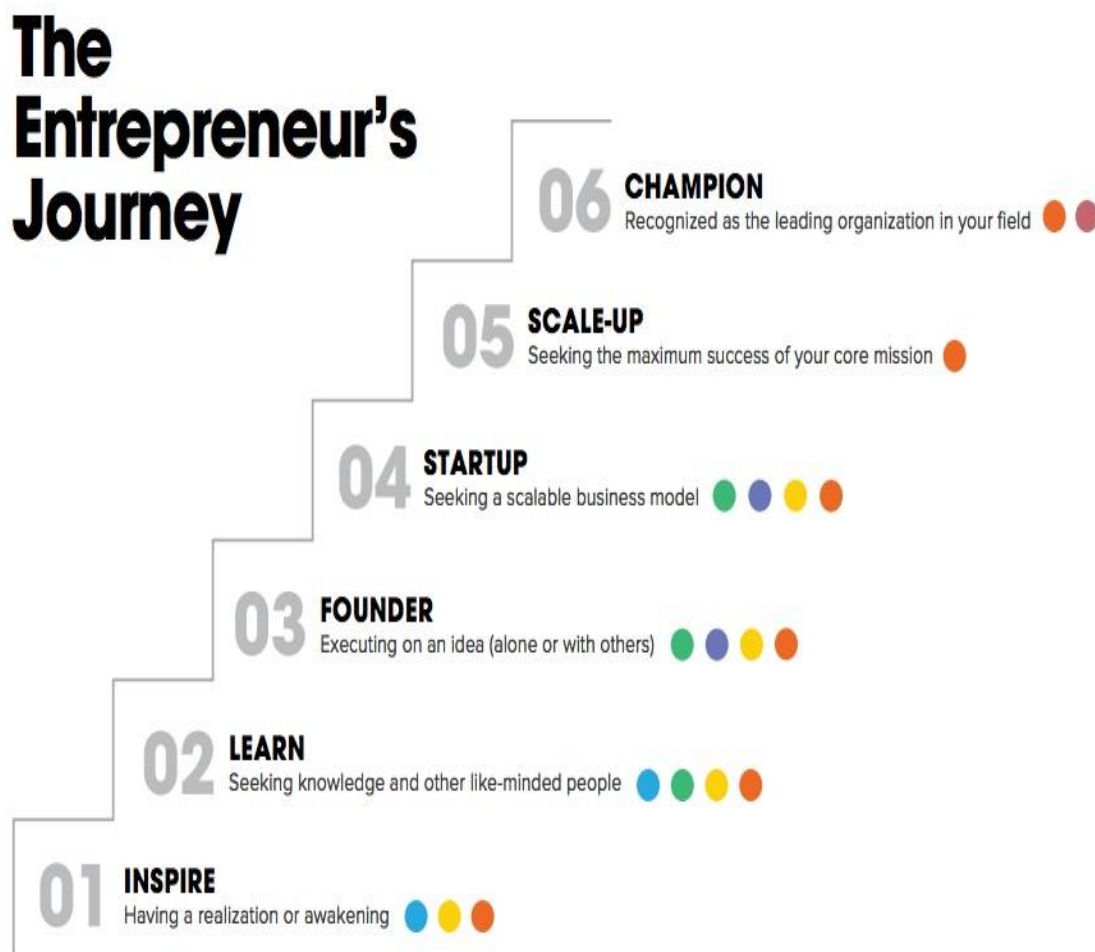 The
Entrepreneur's
Journey
06 CHAMPION
Recognized as the leading organization in your field
05 SCALE-UP
Seeking the maximum success of your core mission
04 STARTUP
Seeking a scalable business model
03 FOUNDER
Executing on an idea (alone or with others)
02 LEARN
Seeking knowledge and other like-minded people
01 INSPIRE
Having a realization or awakening